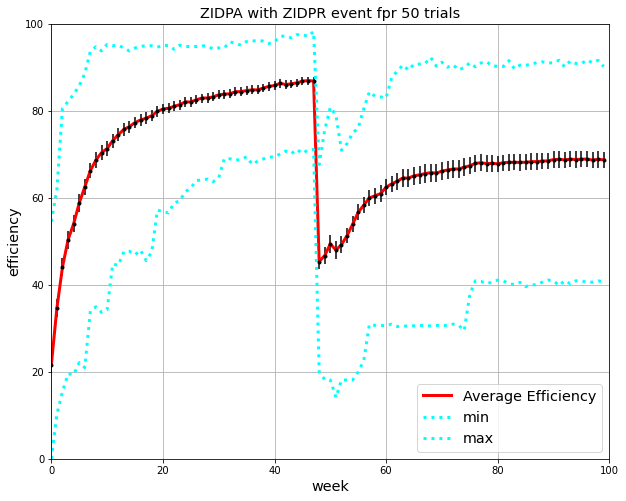 ZIDPA with ZIDPR event fpr 50 trials
efficiency
100
80
60
40
20
0
0 20 40 60 80 100
week
Average Efficiency
min
max